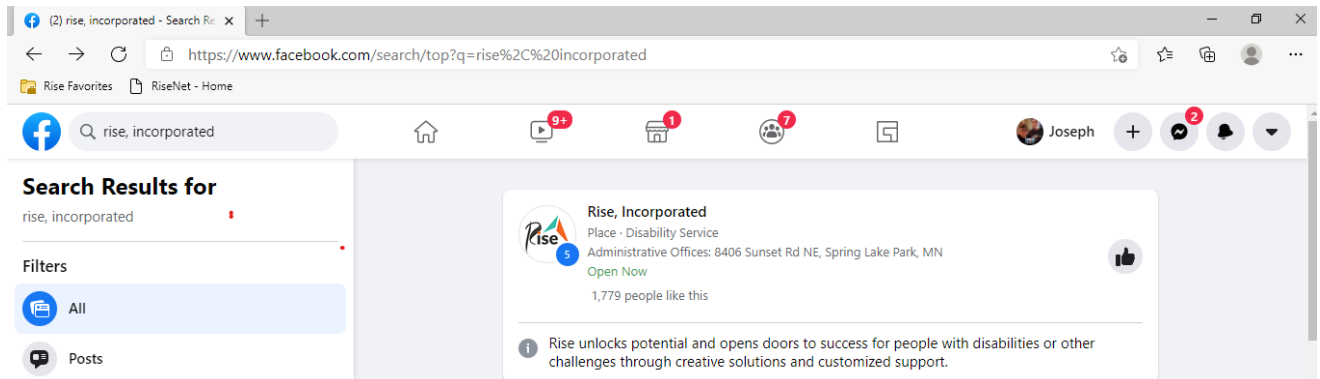 (2) rise, incorporated - Search Re
https://www.facebook.com/search/top?q=rise%2C%20incorporated
Rise Favorites RiseNet - Home
rise, incorporated
9+
1
7
Joseph
2
Search Results for
rise, incorporated
Filters
All
Posts
Rise
5
Rise, Incorporated
Place · Disability Service
Administrative Offices: 8406 Sunset Rd NE, Spring Lake Park, MN
Open Now
1,779 people like this
Rise unlocks potential and opens doors to success for people with disabilities or other
challenges through creative solutions and customized support.